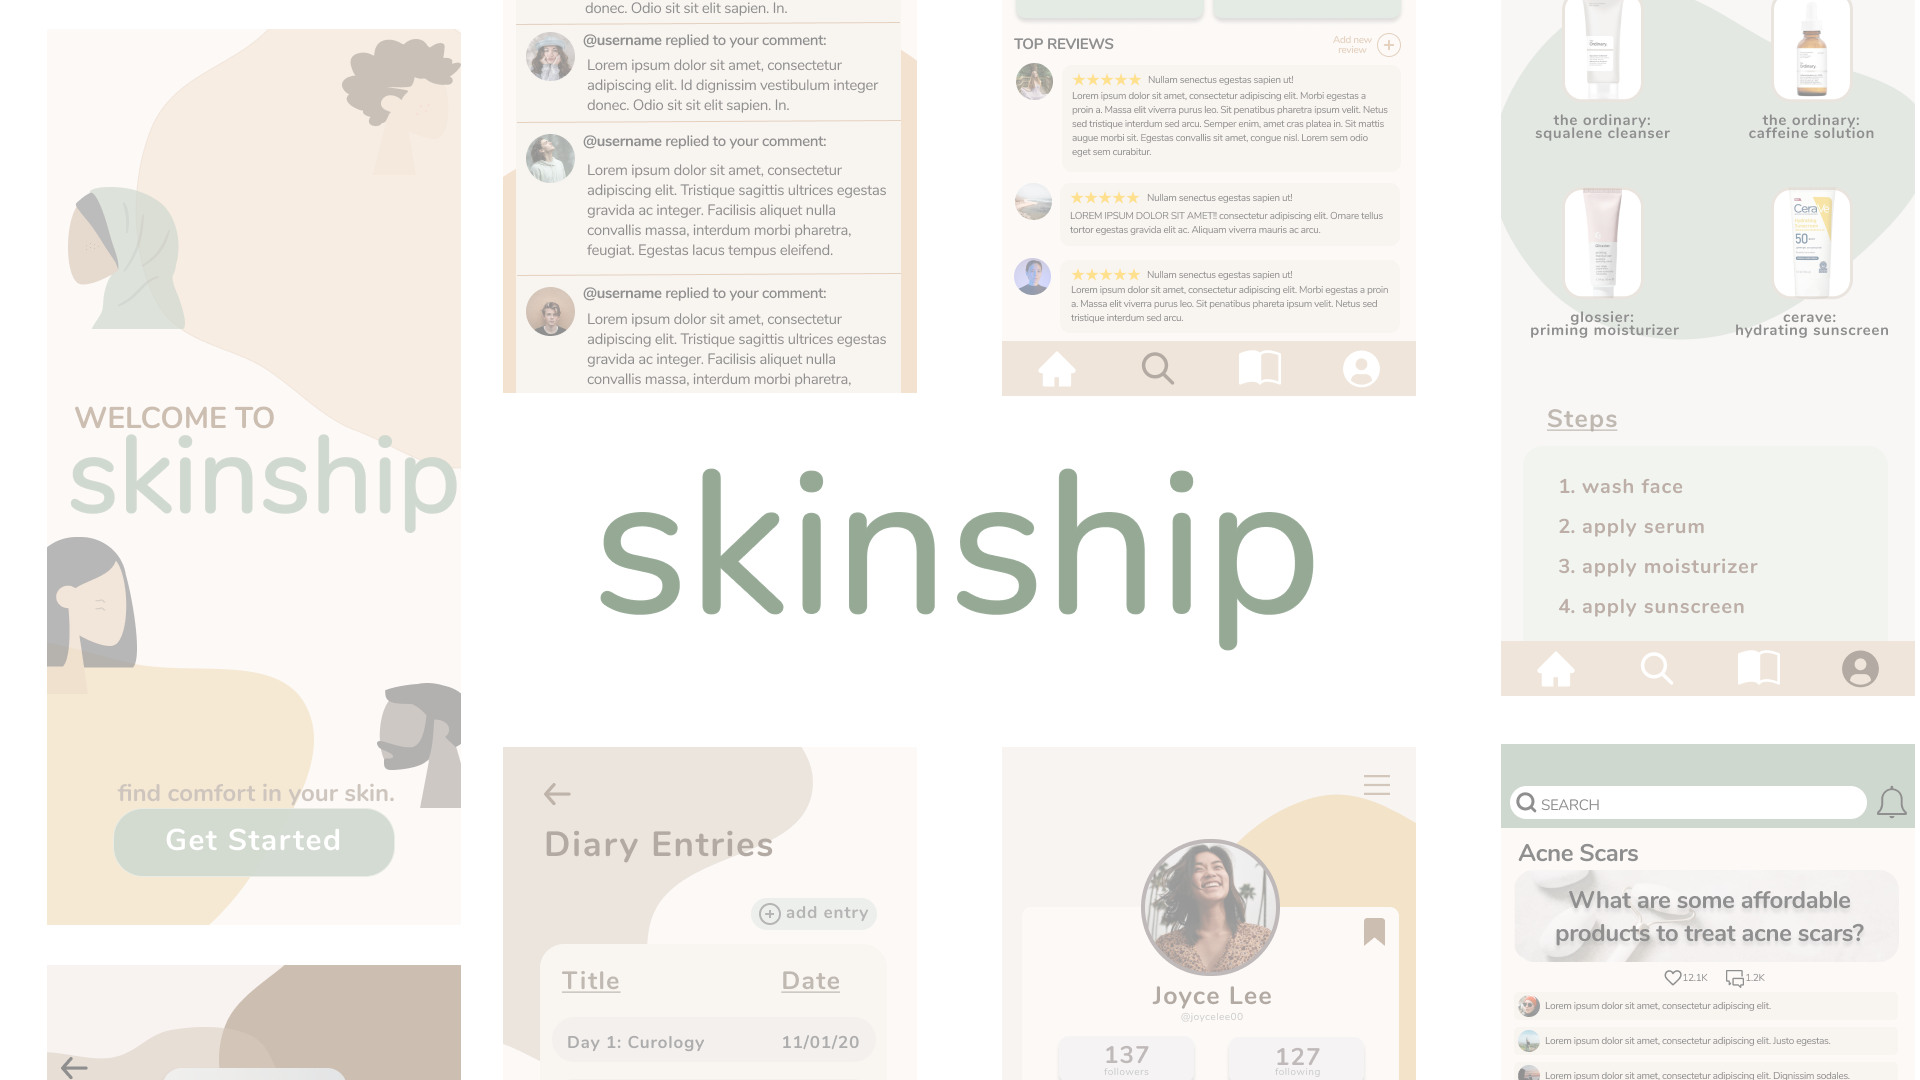 WELCOME TO
skinship
find comfort in your skin.
Get Started
donec. Odio sit sit elit sapien. In.
@username replied to your comment:
Lorem ipsum dolor sit amet, consectetur
adipiscing elit. Id dignissim vestibulum integer
donec. Odio sit sit elit sapien. In.
@username replied to your comment:
Lorem ipsum dolor sit amet, consectetur
adipiscing elit. Tristique sagittis ultrices egestas
gravida ac integer. Facilisis aliquet nulla
convallis massa, interdum morbi pharetra,
feugiat. Egestas lacus tempus eleifend.
@username replied to your comment:
Lorem ipsum dolor sit amet, consectetur
adipiscing elit. Tristique sagittis ultrices egestas
gravida ac integer. Facilisis aliquet nulla
convallis massa, interdum morbi pharetra,
TOP REVIEWS
Add new
review
Nullam senectus egestas sapien ut!
Lorem ipsum dolor sit amet, consectetur adipiscing elit. Morbi egestas a
proin a. Massa elit viverra purus leo. Sit penatibus pharetra ipsum velit. Netus
sed tristique interdum sed arcu. Semper enim, amet cras platea in. Sit mattis
augue morbi sit. Egestas convallis sit amet, congue nisl. Lorem sem odio
eget sem curabitur.
Nullam senectus egestas sapien ut!
LOREM IPSUM DOLOR SIT AMET!! consectetur adipiscing elit. Ornare tellus
tortor egestas gravida elit ac. Aliquam viverra mauris ac arcu.
Nullam senectus egestas sapien ut!
Lorem ipsum dolor sit amet, consectetur adipiscing elit. Morbi egestas a proin
a. Massa elit viverra purus leo. Sit penatibus phareta ipsum velit. Netus sed
tristique interdum sed arcu.
skinship
Diary Entries
add entry
Title Date
Day 1: Curology 11/01/20
Joyce Lee
@joycelee00
137
followers
127
following
Ordinary.
Ordinary.
the ordinary:
squalene cleanser
the ordinary:
caffeine solution
CeraVe
50
glossier:
priming moisturizer
cerave:
hydrating sunscreen
Steps
1. wash face
2. apply serum
3. apply moisturizer
4. apply sunscreen
SEARCH
Acne Scars
What are some affordable
products to treat acne scars?
12.1K 1.2K
Lorem ipsum dolor sit amet, consectetur adipiscing elit.
Lorem ipsum dolor sit amet, consectetur adipiscing elit. Justo egestas.
Lorem ipsum dolor sit amet, consectetur adipiscing elit. Dignissim sodales.